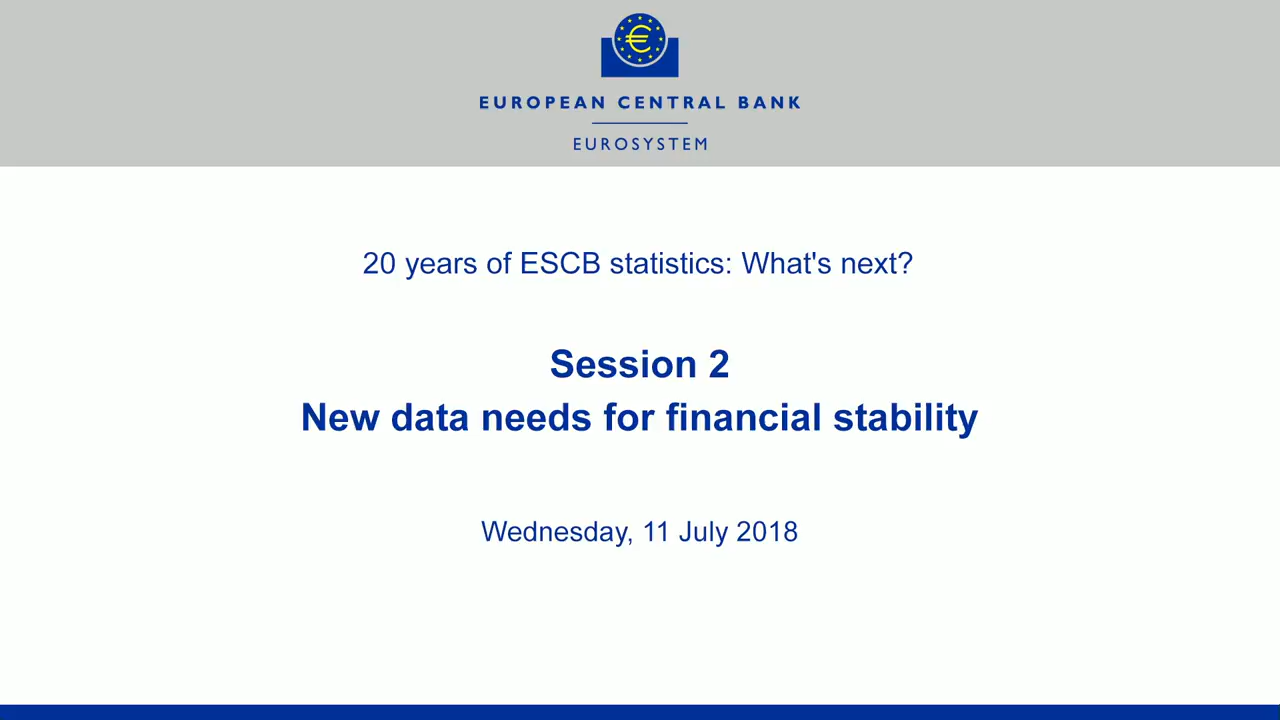 EUROPEAN CENTRAL BANK
EUROSYSTEM
20 years of ESCB statistics: What's next?
Session 2
New data needs for financial stability
Wednesday, 11 July 2018